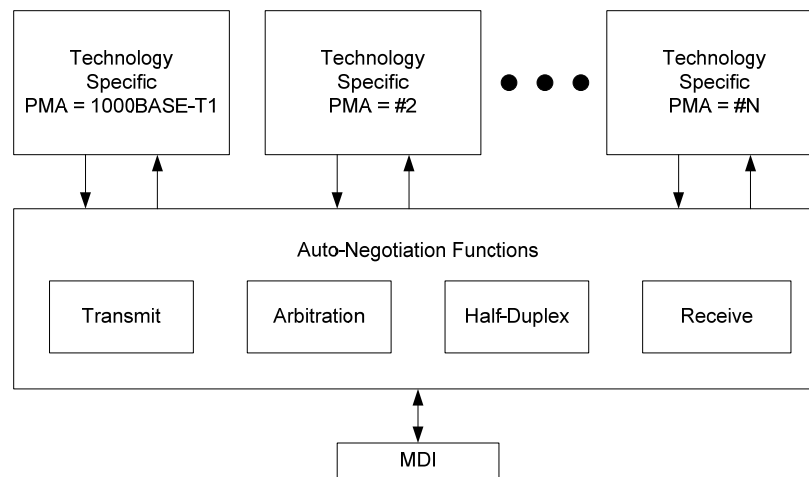 Technology
Specific
PMA = 1000BASE-T1
Technology
Specific
PMA = #2
Technology
Specific
PMA = #N
Auto-Negotiation Functions
Transmit
Arbitration
Half-Duplex
Receive
MDI